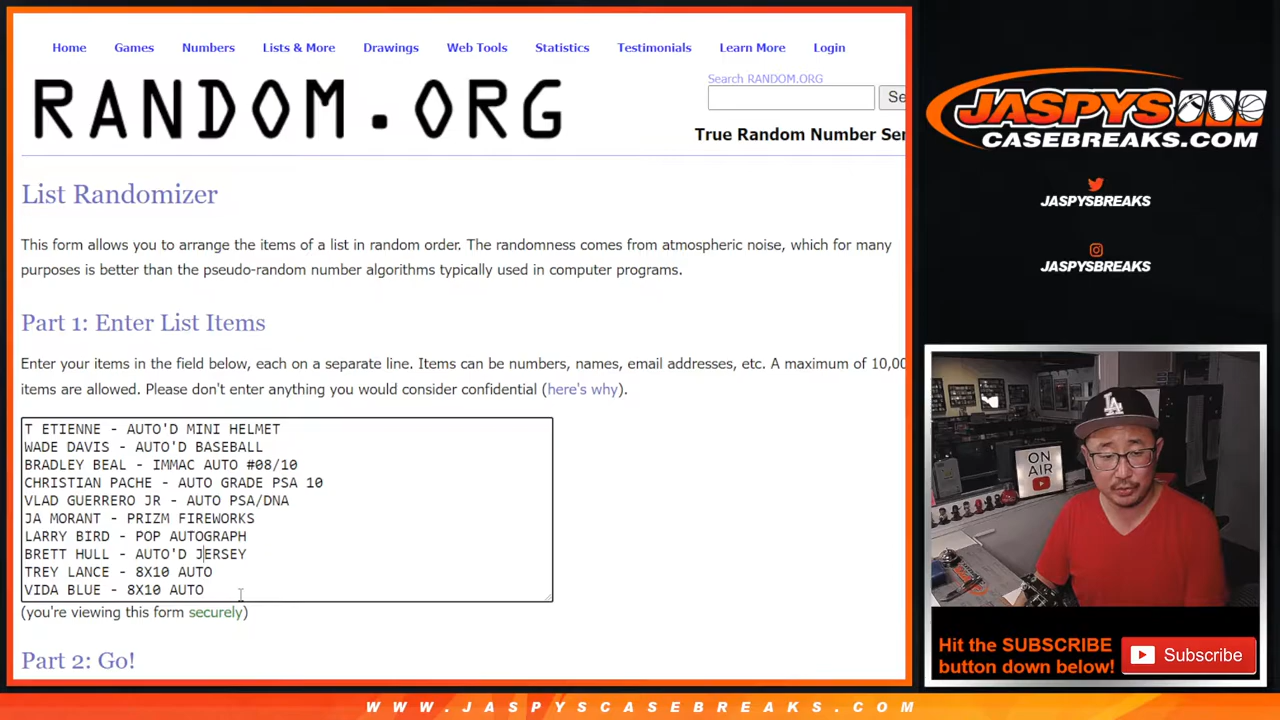 Home Games Numbers Lists & More Drawings Web Tools Statistics Testimonials Learn More Login
RANDOM.ORG
Search RANDOM.ORG
Se
True Random Number Ser
List Randomizer
This form allows you to arrange the items of a list in random order. The randomness comes from atmospheric noise, which for many
purposes is better than the pseudo-random number algorithms typically used in computer programs.
Part 1: Enter List Items
Enter your items in the field below, each on a separate line. Items can be numbers, names, email addresses, etc. A maximum of 10,00
items are allowed. Please don't enter anything you would consider confidential (here's why).
T ETIENNE - AUTO'D MINI HELMET
WADE DAVIS - AUTO'D BASEBALL
BRADLEY BEAL - IMMAC AUTO #08/10
CHRISTIAN PACHE - AUTO GRADE PSA 10
VLAD GUERRERO JR - AUTO PSA/DNA
JA MORANT - PRIZM FIREWORKS
LARRY BIRD - POP AUTOGRAPH
BRETT HULL - AUTO'D JERSEY
TREY LANCE - 8X10 AUTO
VIDA BLUE - 8X10 AUTO
(you're viewing this form securely)
Part 2: Go!
JASPYS
CASEBREAKS.COM
JASPYSBREAKS
JASPYSBREAKS
LA
ON
AIR
Hit the SUBSCRIBE
button down below!
Subscribe
WWW.JASPYSCASEBREAKS.COM